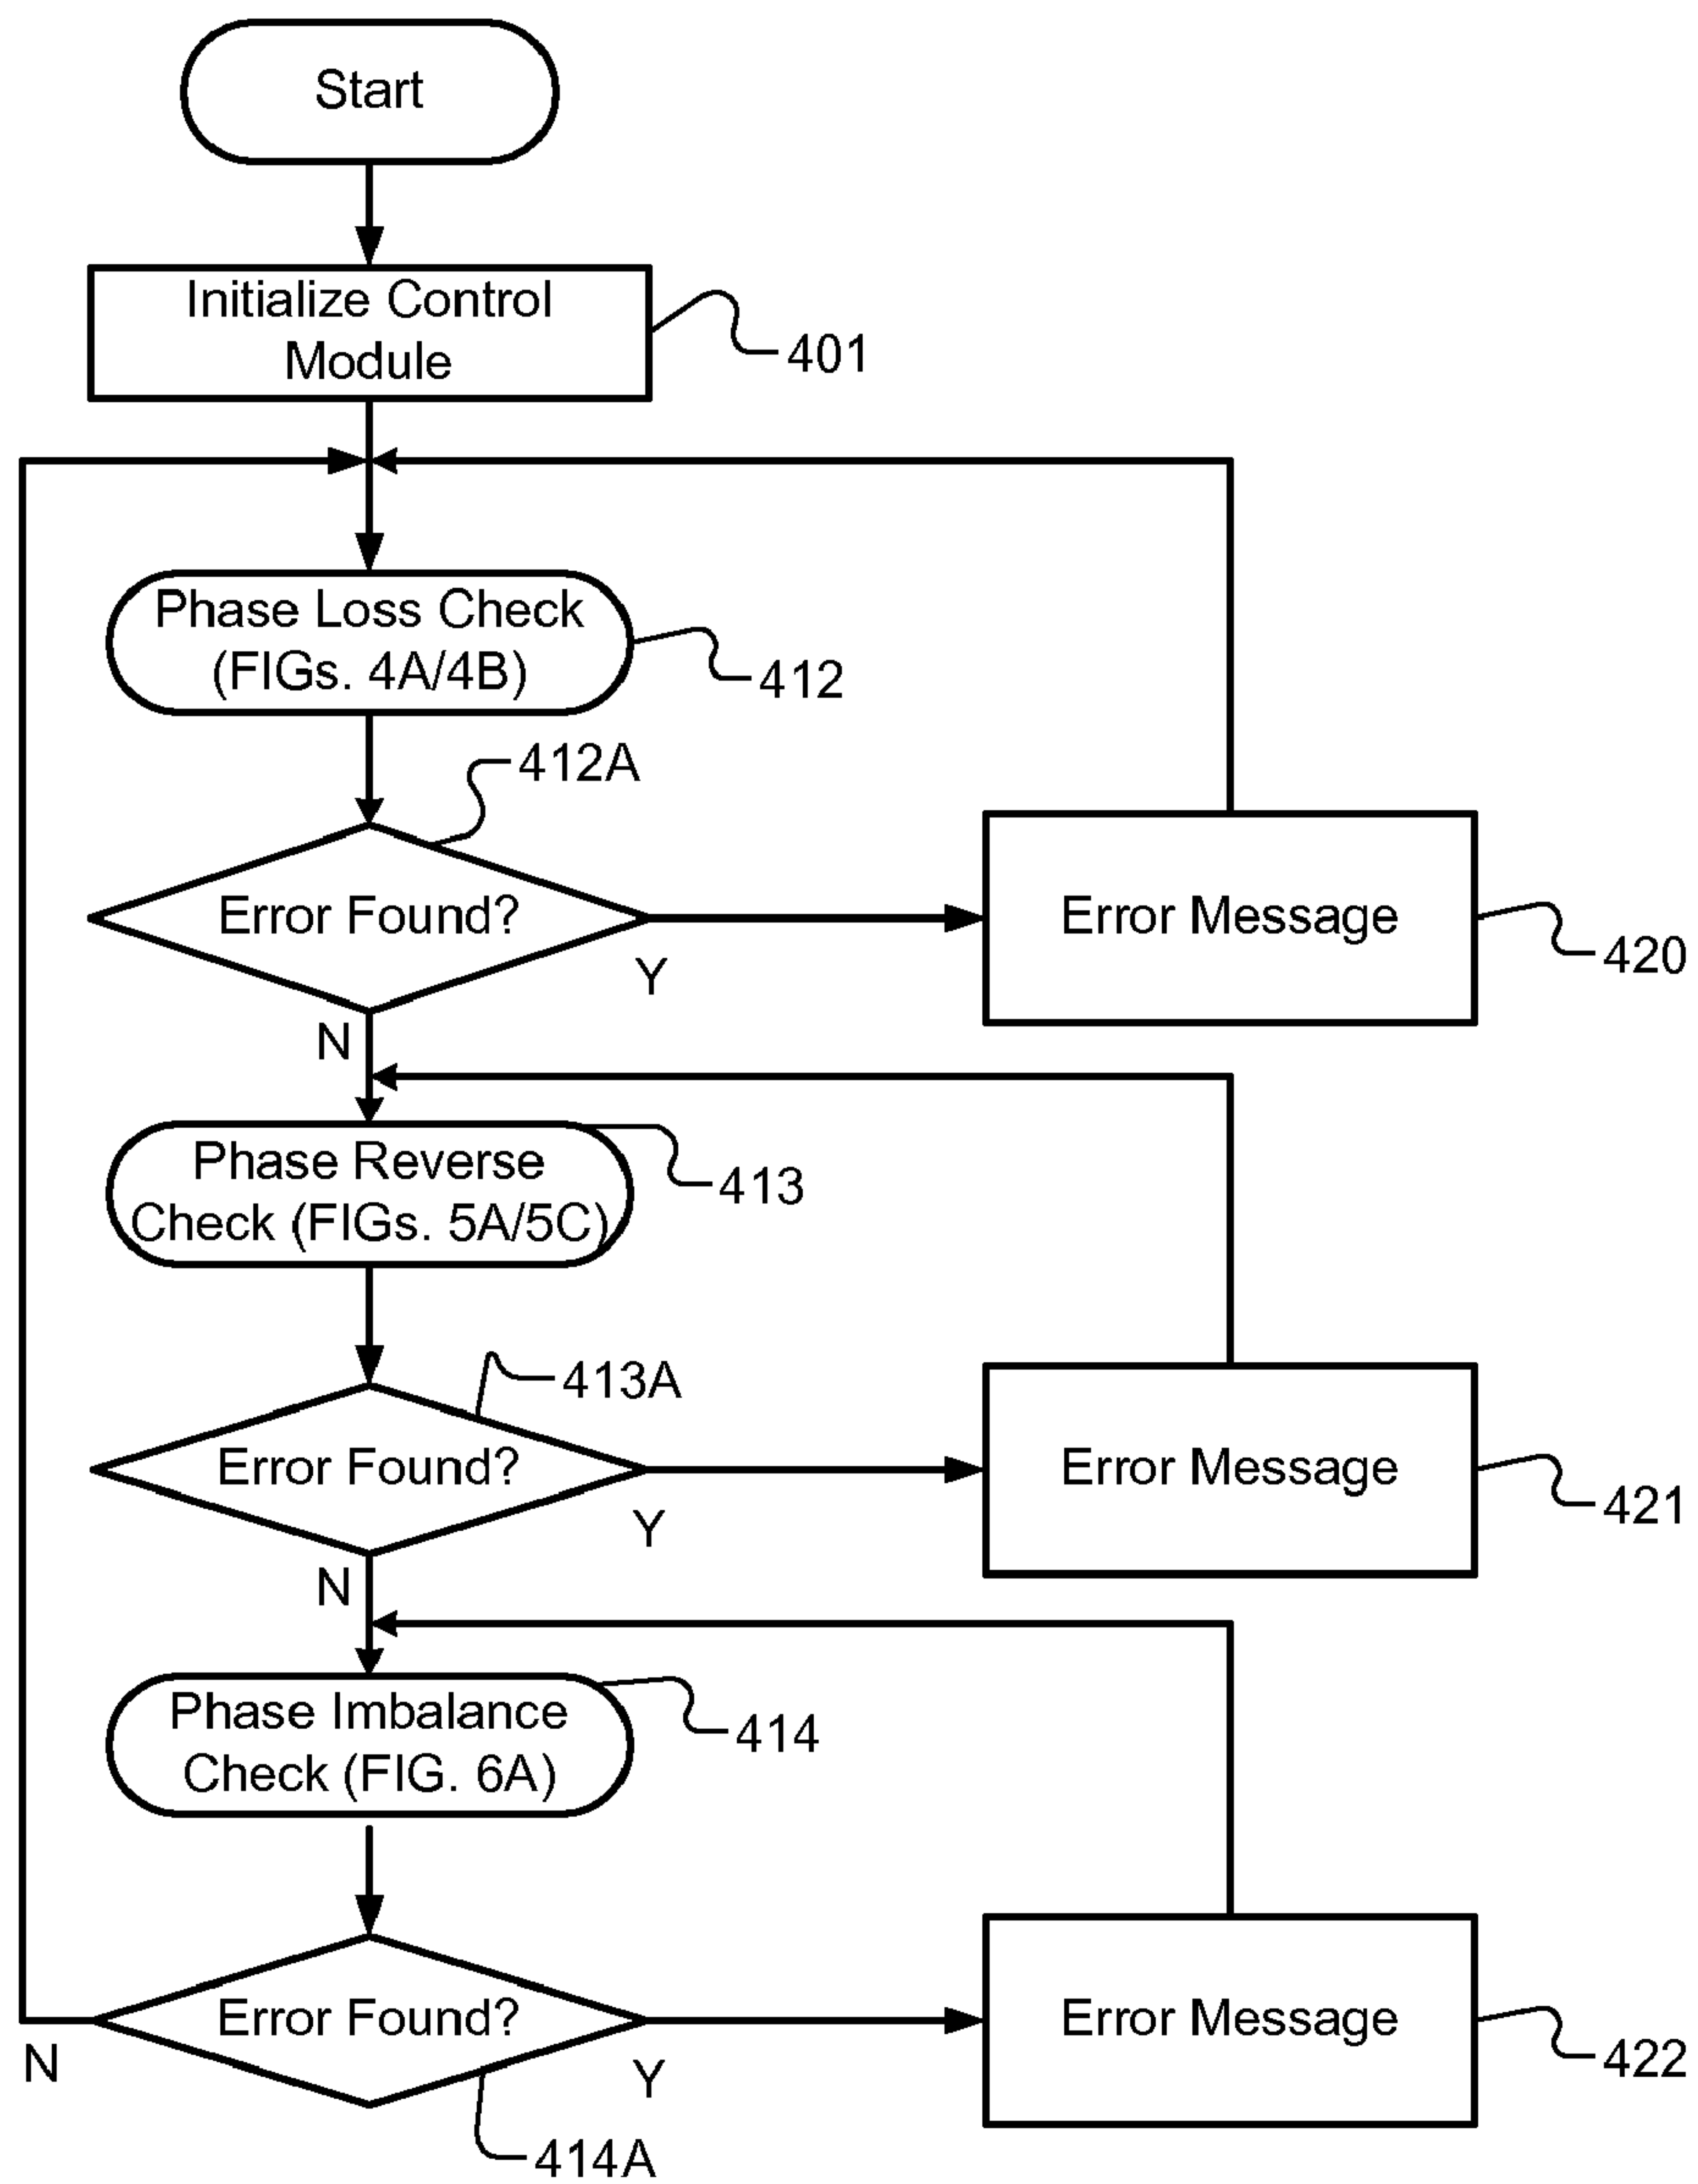 Start
Initialize Control
Module
401
Phase Loss Check
(FIGs. 4A/4B)
412
412A
Error Found?
Y
N
Error Message
420
Phase Reverse
Check (FIGs. 5A/5C)
413
413A
Error Found?
Y
N
Error Message
421
Phase Imbalance
Check (FIG. 6A)
414
Error Found?
Y
N
414A
Error Message
422